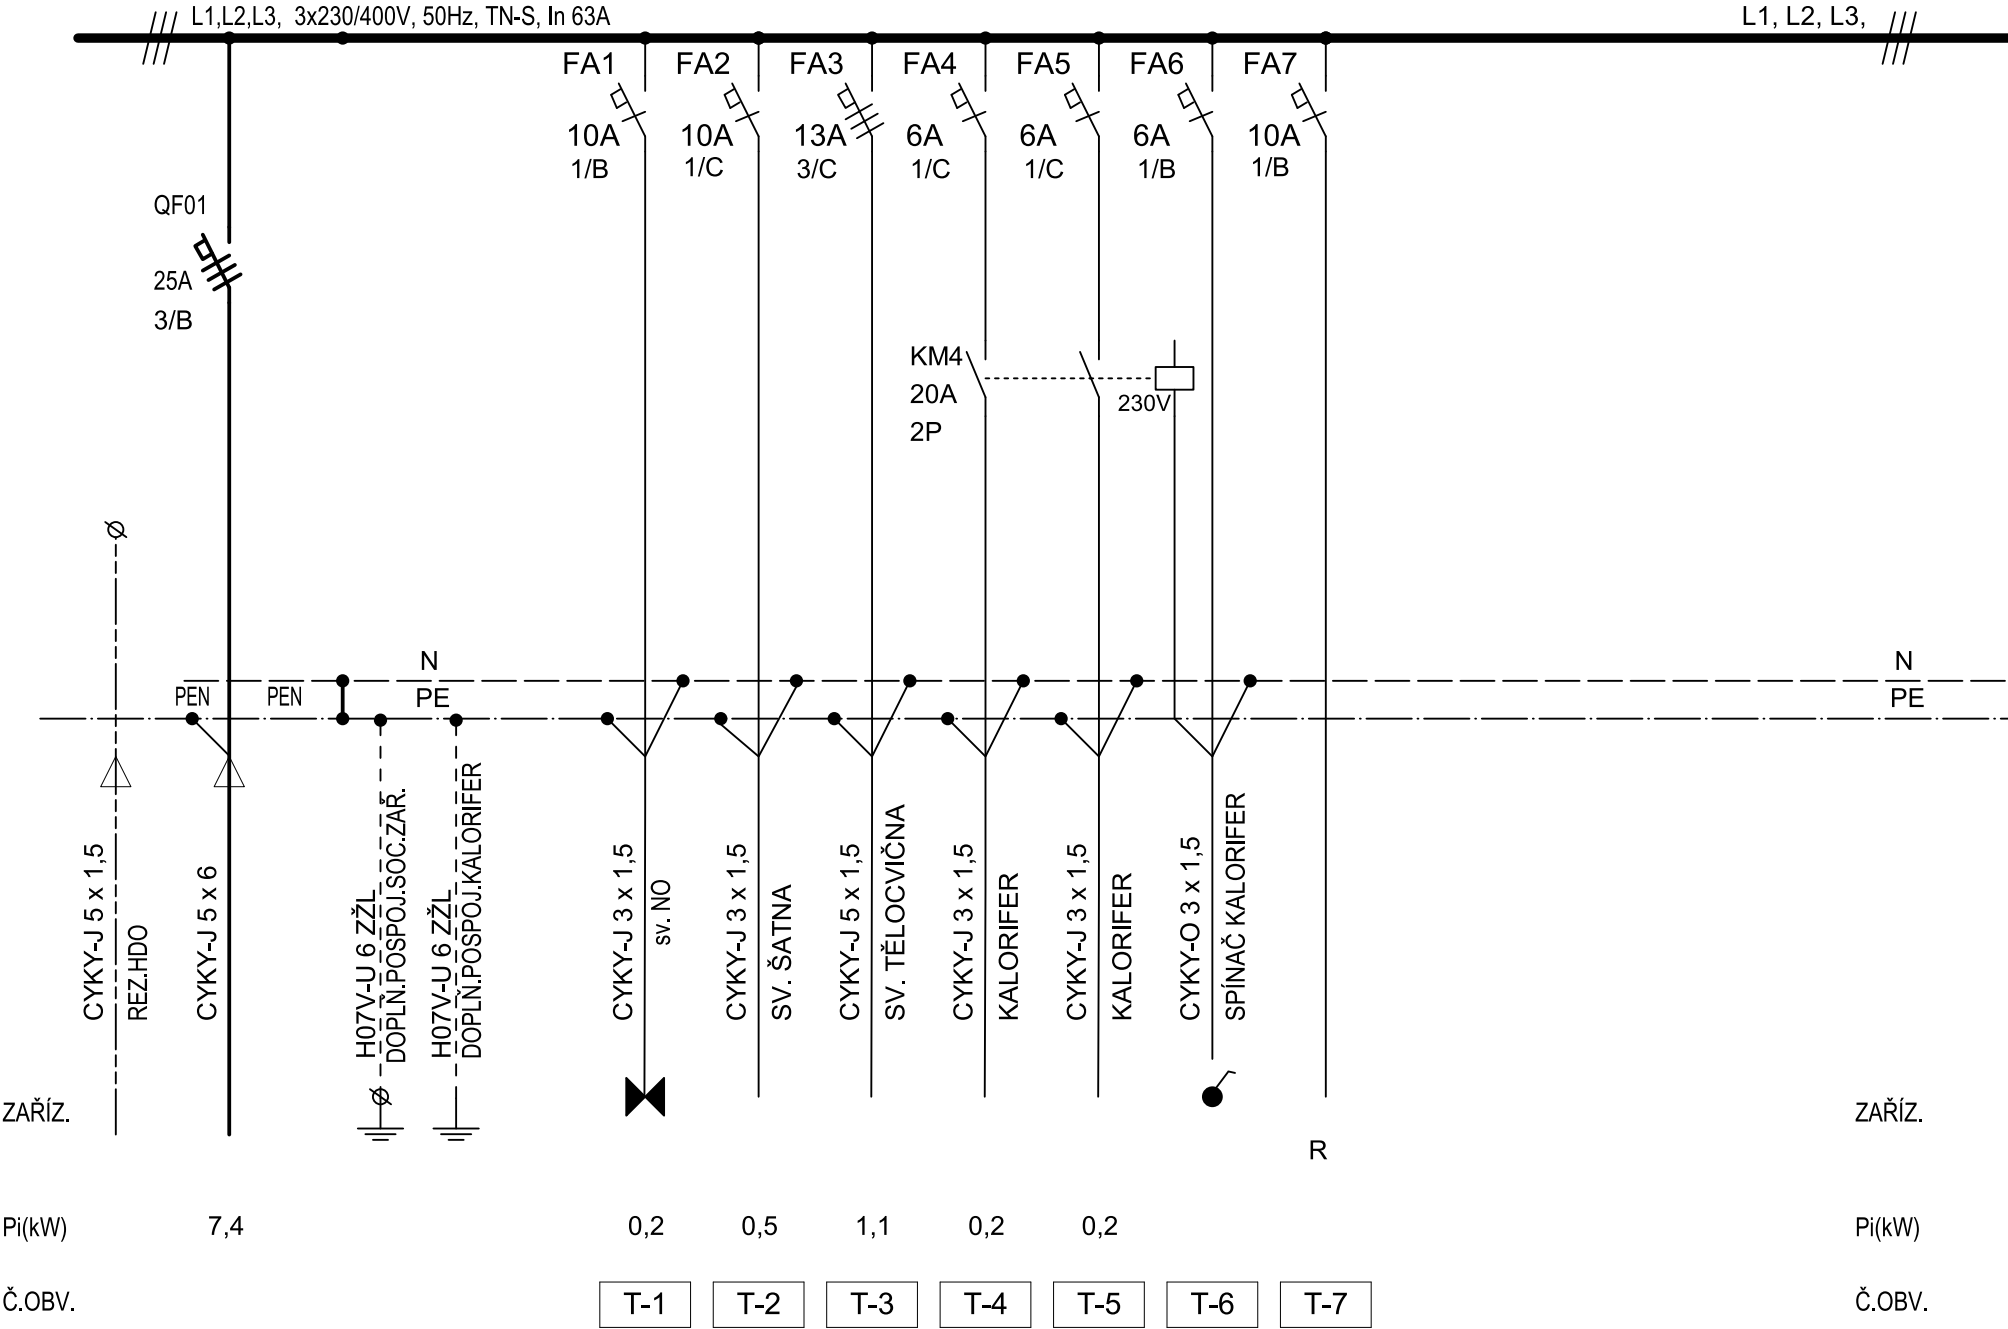 L1,L2,L3, 3x230/400V, 50Hz, TN-S, In 63A
L1, L2, L3,
FA1
FA2
FA3
FA4
FA5
FA6
FA7
10A
10A
13A
6A
6A
6A
10A
1/B
1/C
3/C
1/C
1/C
1/B
1/B
QF01
25A
3/B
KM4
20A
2P
230V
N
N
PEN
PEN
PE
PE
CYKY-J 5 x 1,5
REZ.HDO
CYKY-J 5 x 6
H07V-U 6 ZŽL
DOPLŇ.POSPOJ.SOC.ZAŘ.
H07V-U 6 ZŽL
DOPLŇ.POSPOJ.KALORIFER
CYKY-J 3 x 1,5
sv. NO
CYKY-J 3 x 1,5
SV. ŠATNA
CYKY-J 5 x 1,5
SV. TĚLOCVIČNA
CYKY-J 3 x 1,5
KALORIFER
CYKY-J 3 x 1,5
KALORIFER
CYKY-O 3 x 1,5
SPÍNAČ KALORIFER
ZAŘÍZ.
ZAŘÍZ.
R
Pi(kW)
7,4
0,2
0,5
1,1
0,2
0,2
Pi(kW)
Č.OBV.
T-1
T-2
T-3
T-4
T-5
T-6
T-7
Č.OBV.